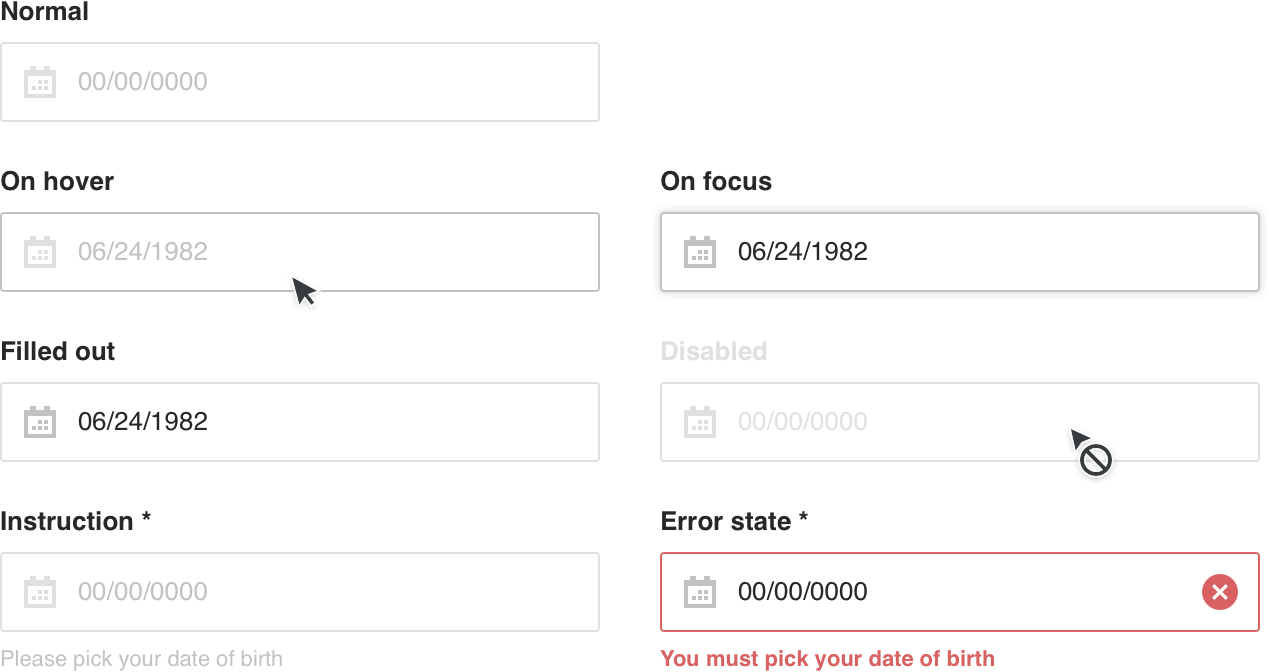 Normal
00/00/0000
On hover
06/24/1982
On focus
06/24/1982
Filled out
06/24/1982
Disabled
00/00/0000
Instruction *
00/00/0000
Please pick your date of birth
Error state *
00/00/0000
You must pick your date of birth